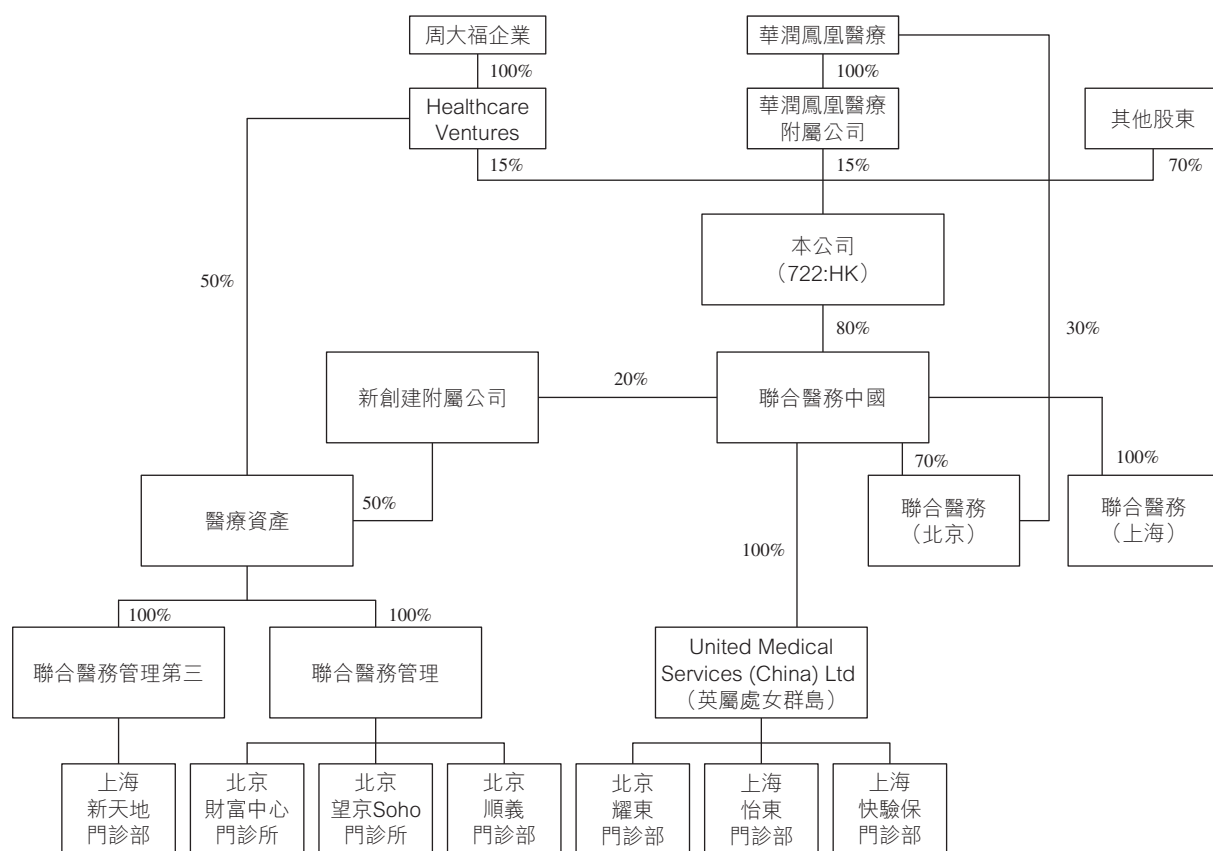 周大福企業
華潤鳳凰醫療
100%
100%
Healthcare
Ventures
華潤鳳凰醫療
附屬公司
其他股東
15%
15%
70%
本公司
（722:HK）
50%
80%
30%
新創建附屬公司
20%
聯合醫務中國
醫療資產
50%
70%
100%
聯合醫務
（北京）
聯合醫務
（上海）
100%
100%
100%
聯合醫務管理第三
聯合醫務管理
United Medical
Services (China) Ltd
（英屬處女群島）
上海
新天地
門診部
北京
財富中心
門診所
北京
望京Soho
門診所
北京
順義
門診部
北京
耀東
門診部
上海
怡東
門診部
上海
快驗保
門診部